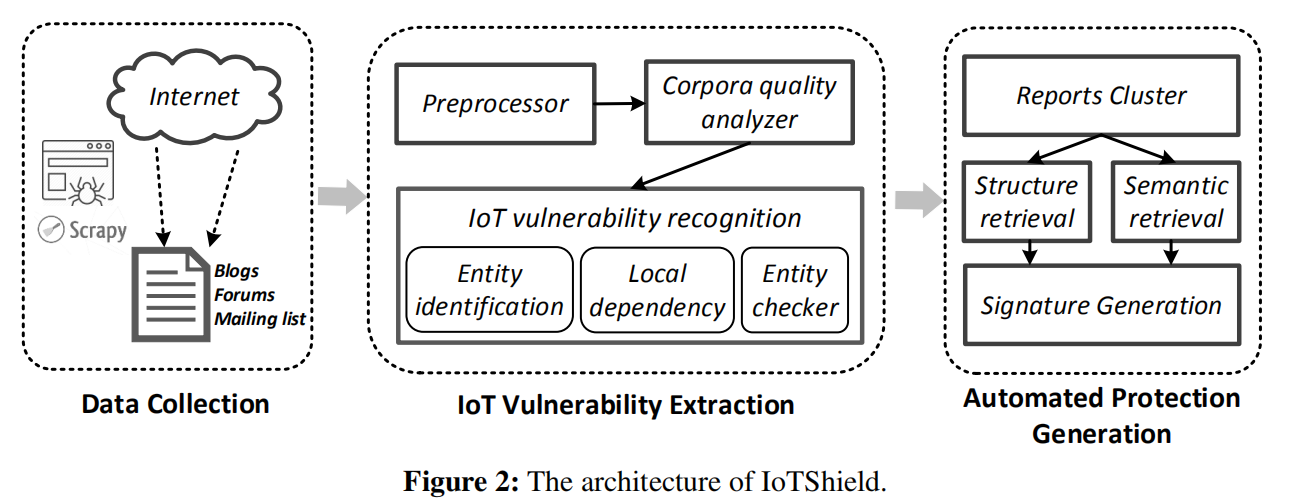 Internet
Scrapy
Blogs
Forums
Mailing list
Data Collection
Preprocessor
Corpora quality
analyzer
IoT vulnerability recognition
Entity
identification
Local
dependency
Entity
checker
IoT Vulnerability Extraction
Reports Cluster
Structure
retrieval
Semantic
retrieval
Signature Generation
Automated Protection
Generation
Figure 2: The architecture of IoTShield.